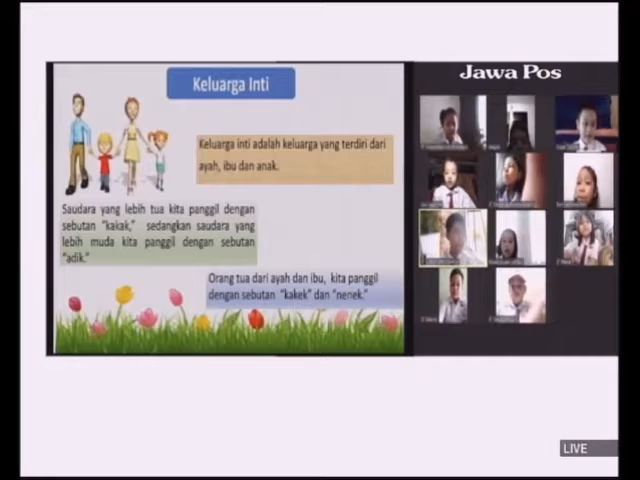 Keluarga Inti
Jawa Pos
Keluarga inti adalah keluarga yang terdiri dari
ayah, ibu dan anak.
Saudara yang lebih tua kita panggil dengan
sebutan “kakak,” sedangkan saudara yang
lebih muda kita panggil dengan sebutan
“adik.”
Orang tua dari ayah dan ibu, kita panggil
dengan sebutan “kakek” dan “nenek.”
LIVE